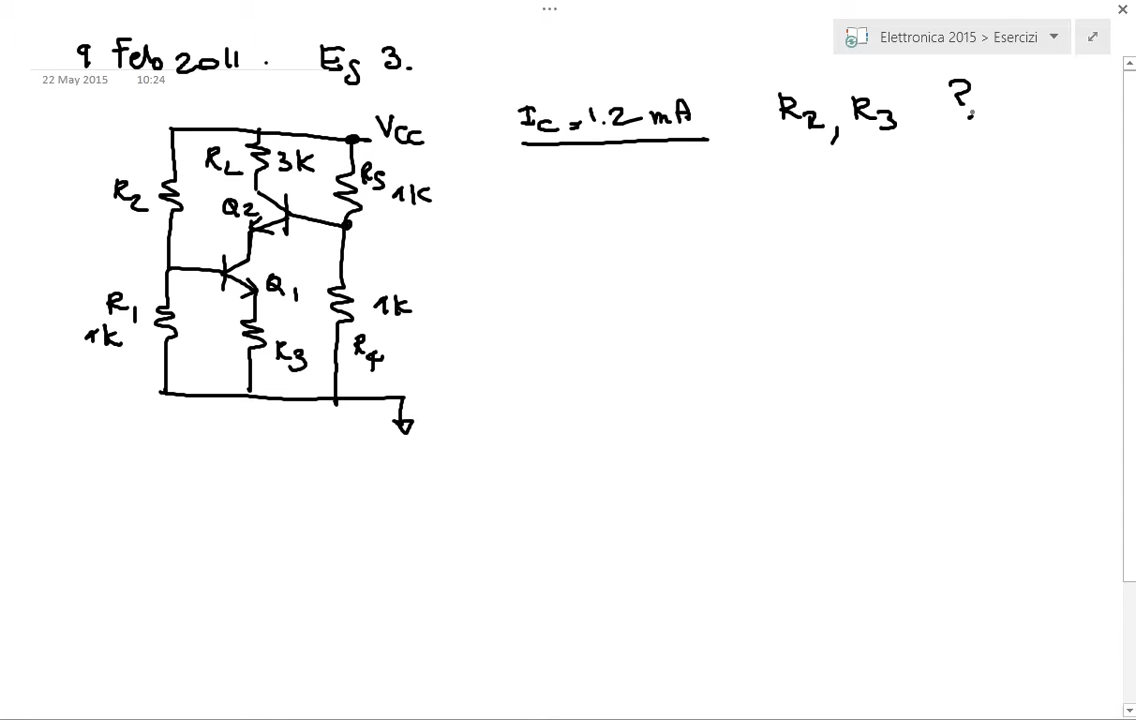 Elettronica 2015 > Esercizi
9 Feb 2011. Es 3.
22 May 2015 10:24
IC = 1.2 mA R2, R3 ?
VCC
RL 3K
R5 1K
R2
Q2
Q1
R1 1K
1K
R3
R4